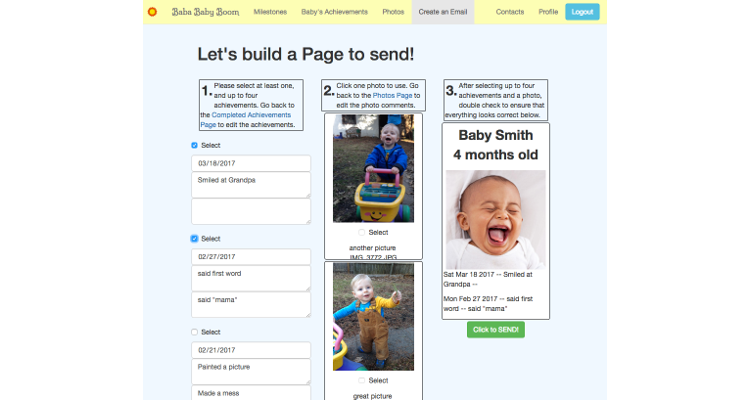 Baba Baby Boom Milestones Baby's Achievements Photos Create an Email Contacts Profile Logout
Let's build a Page to send!
1. Please select at least one,
and up to four
achievements. Go back
to the Completed Achievements
Page to edit the achievements.
Select
03/18/2017
Smiled at Grandpa
Select
02/27/2017
said first word
said "mama"
Select
02/21/2017
Painted a picture
Made a mess
2. Click one photo to use. Go
back to the Photos Page to
edit the photo comments.
Select
another picture
IMG_3772.JPG
Select
great picture
3. After selecting up to four
achievements and a photo,
double check to ensure that
everything looks correct below.
Baby Smith
4 months old
Sat Mar 18 2017 -- Smiled at
Grandpa --
Mon Feb 27 2017 -- said first
word -- said "mama"
Click to SEND!